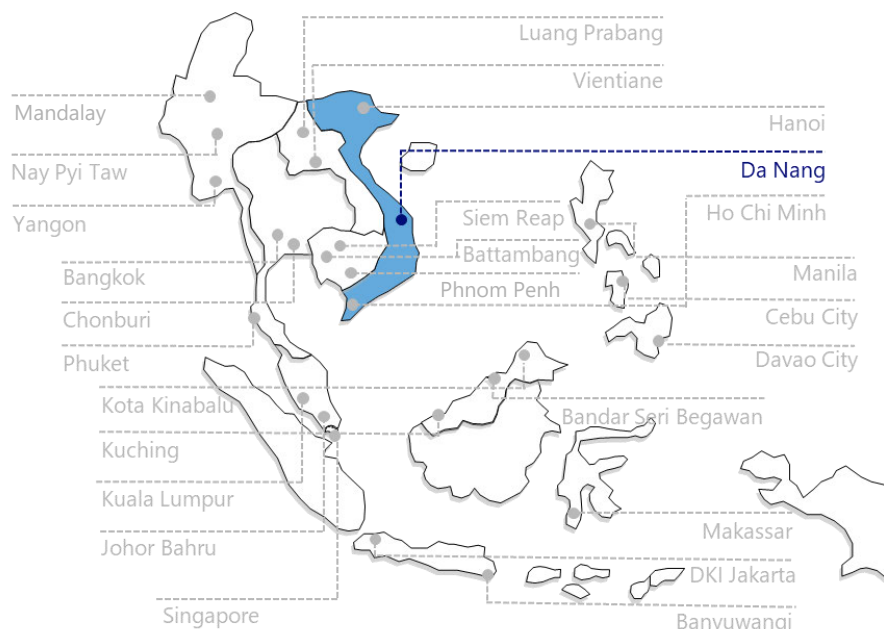 Luang Prabang
Vientiane
Mandalay
Hanoi
Nay Pyi Taw
Da Nang
Yangon
Siem Reap
Ho Chi Minh
Battambang
Bangkok
Manila
Phnom Penh
Chonburi
Cebu City
Phuket
Davao City
Kota Kinabalu
Bandar Seri Begawan
Kuching
Kuala Lumpur
Makassar
Johor Bahru
DKI Jakarta
Singapore
Banyuwangi